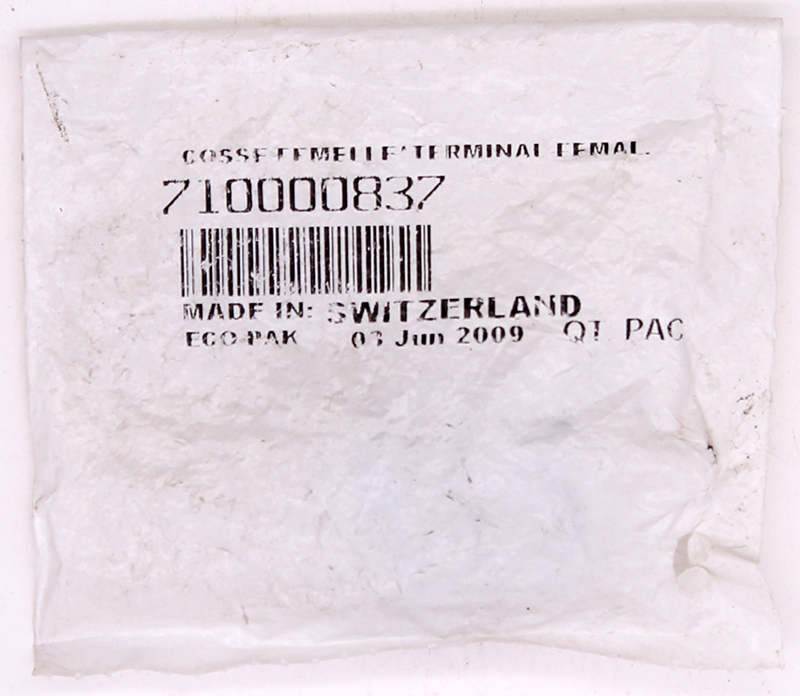 COSSE FEMELLE'TERMINAL FEMAL.
710000837
MADE IN: SWITZERLAND
ECO-PAK 03 Jun 2009 QT PAC